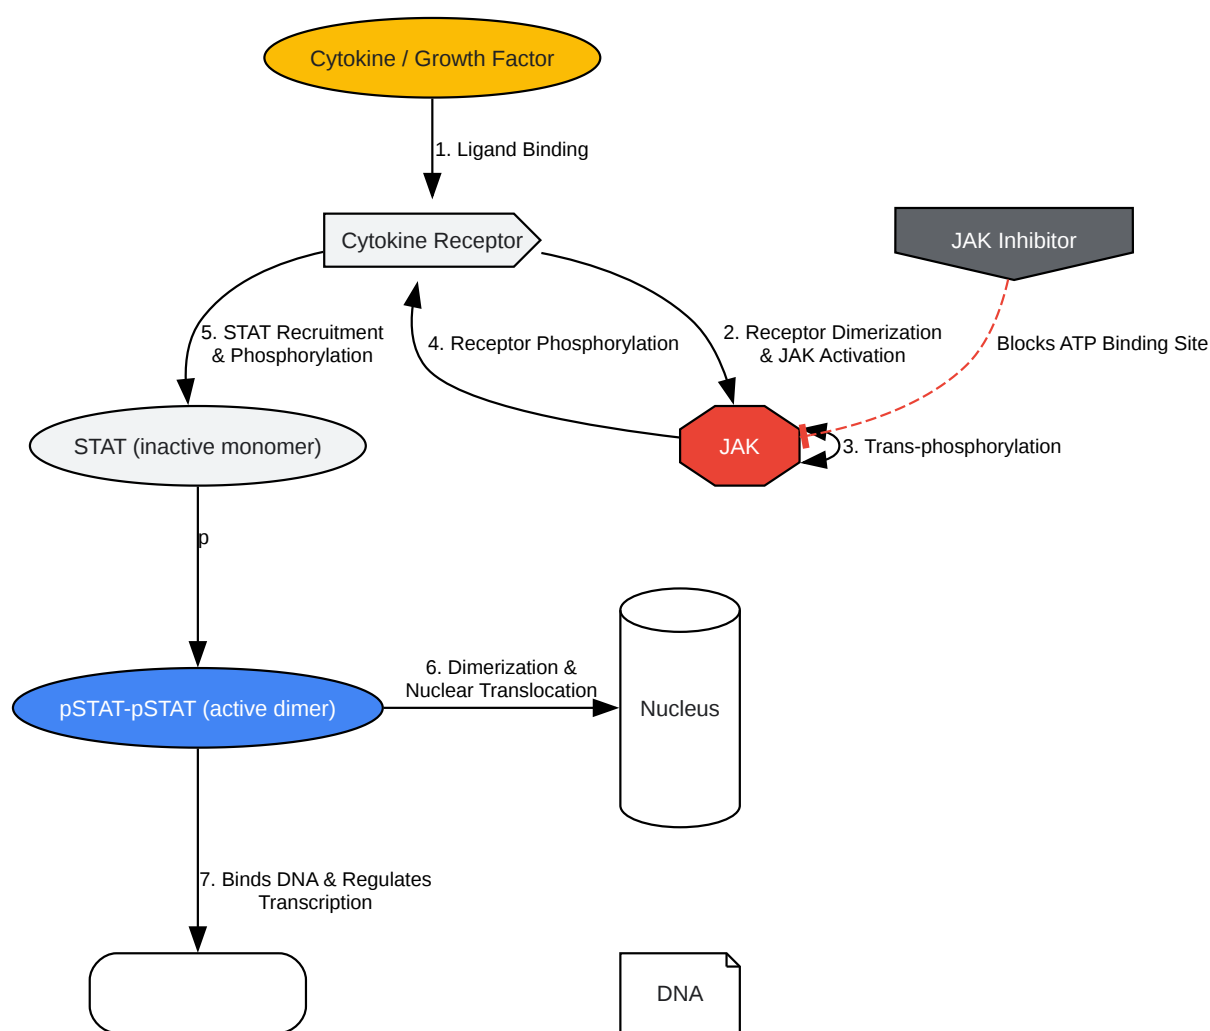 Cytokine / Growth Factor
1. Ligand Binding
Cytokine Receptor
JAK Inhibitor
5. STAT Recruitment
& Phosphorylation
4. Receptor Phosphorylation
2. Receptor Dimerization
& JAK Activation
Blocks ATP Binding Site
STAT (inactive monomer)
JAK
3. Trans-phosphorylation
p
6. Dimerization &
Nuclear Translocation
pSTAT-pSTAT (active dimer)
Nucleus
7. Binds DNA & Regulates
Transcription
DNA